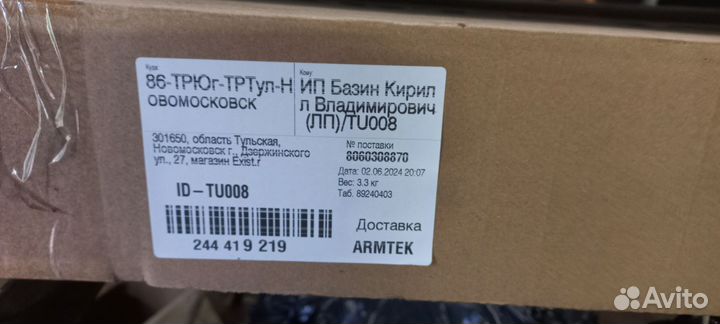 Куда:
86-ТРЮг-ТРТул-Н
овомосковск
Кому:
ИП Базин Кирил
л Владимирович
(ЛП)/TU008
301650, область Тульская,
Новомосковск г., Дзержинского
ул., 27, магазин Exist.r
№ поставки
8060308870
Дата: 02.06.2024 20:07
Вес: 3.3 кг
Таб. 89240403
ID-TU008
244 419 219
Доставка
ARMTEK
Avito